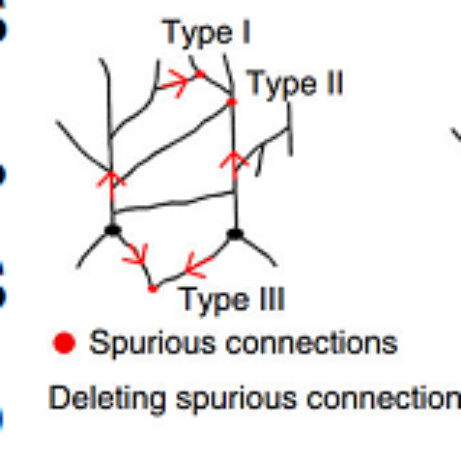 Type I
Type II
Type III
Spurious connections
Deleting spurious connection